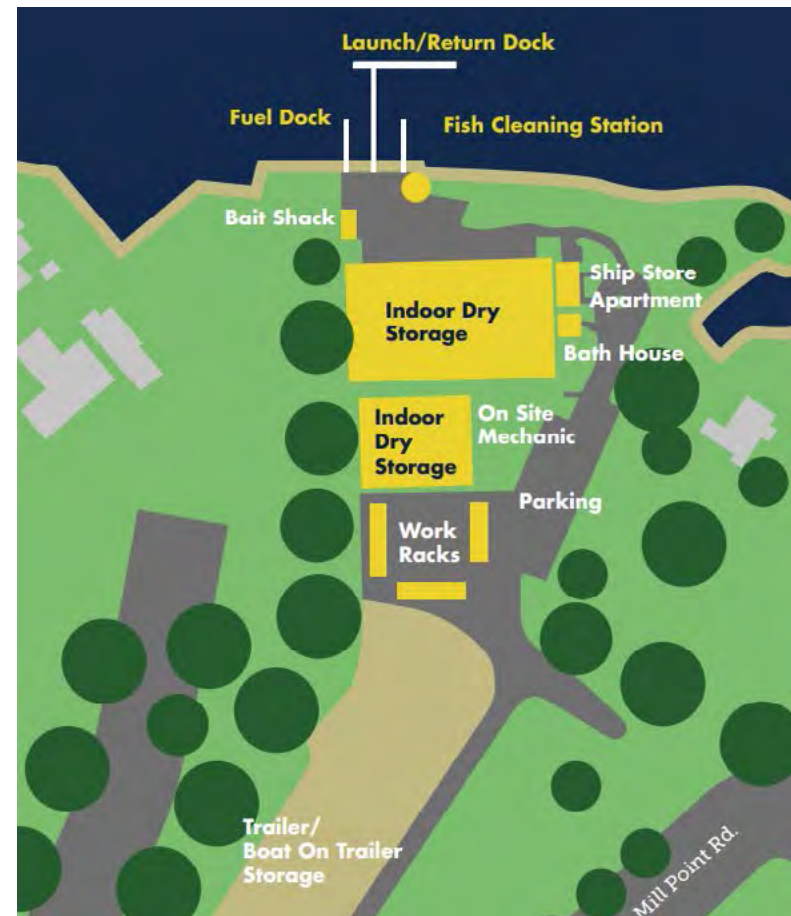 Launch/Return Dock
Fuel Dock
Fish Cleaning Station
Bait Shack
Ship Store
Apartment
Indoor Dry
Storage
Bath House
Indoor
Dry
Storage
On Site
Mechanic
Parking
Work
Racks
Trailer/
Boat On Trailer
Storage
Mill Point Rd.